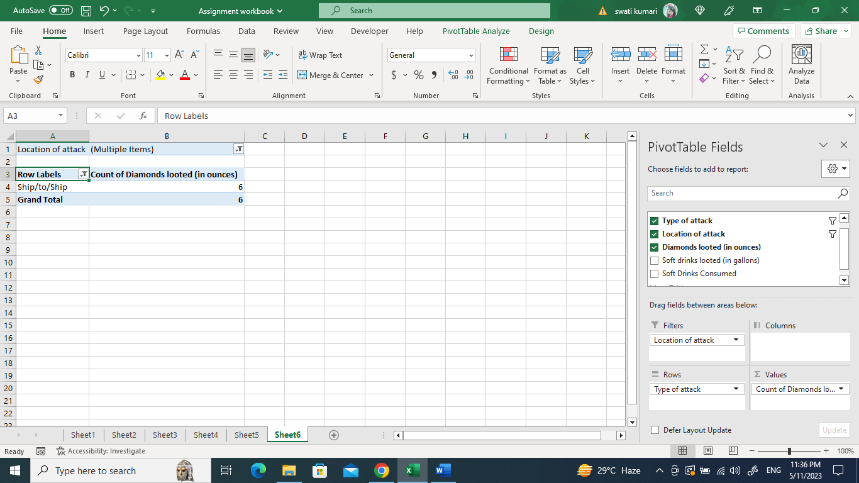 AutoSave Off Assignment workbook Search swati kumari
File Home Insert Page Layout Formulas Data Review View Developer Help PivotTable Analyze Design Comments Share
Paste Calibri 11 A^ Aˇ Wrap Text General Conditional Format as Cell Insert Delete Format Sort & Find & Analyze
B I U A Merge & Center $ % 9 Formatting Table Styles Filter Select Data
Clipboard Font Alignment Number Styles Cells Editing Analysis
A3 fx Row Labels
A B C D E F G H I J K
1 Location of attack (Multiple Items)
2
3 Row Labels Count of Diamonds looted (in ounces)
4 Ship/to/Ship 6
5 Grand Total 6
6
7
8
9
10
11
12
13
14
15
16
17
18
19
20
21
22
23
PivotTable Fields
Choose fields to add to report:
Search
Type of attack
Location of attack
Diamonds looted (in ounces)
Soft drinks looted (in gallons)
Soft Drinks Consumed
Drag fields between areas below:
Filters Columns
Location of attack
Rows Values
Type of attack Count of Diamonds lo...
Defer Layout Update Update
Sheet1 Sheet2 Sheet3 Sheet4 Sheet5 Sheet6
Ready Accessibility: Investigate 100%
Type here to search 29°C Haze ENG 11:36 PM
5/11/2023